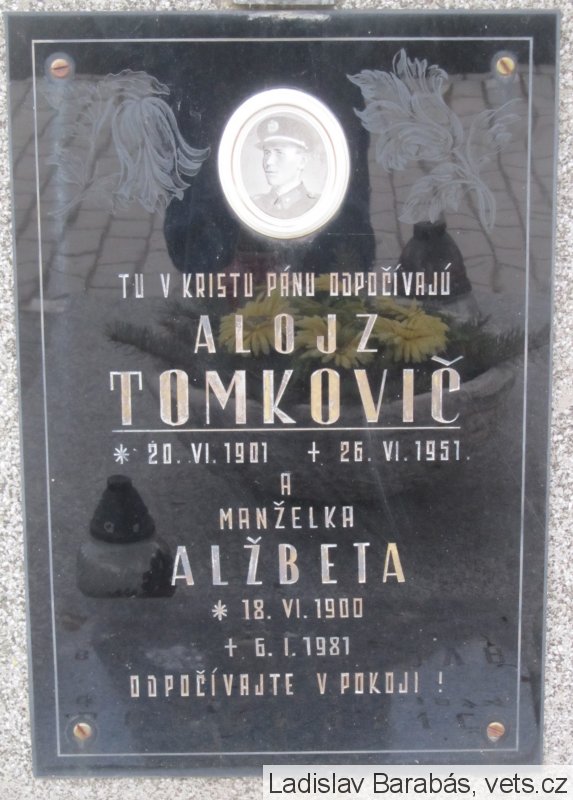 TU V KRISTU PÁNU ODPOČÍVAJÚ
ALOJZ
TOMKOVIČ
* 20. VI. 1901 + 26. VI. 1951.
A
MANŽELKA
ALŽBETA
* 18. VI. 1900
+ 6. I. 1981
ODPOČÍVAJTE V POKOJI !
Ladislav Barabás, vets.cz